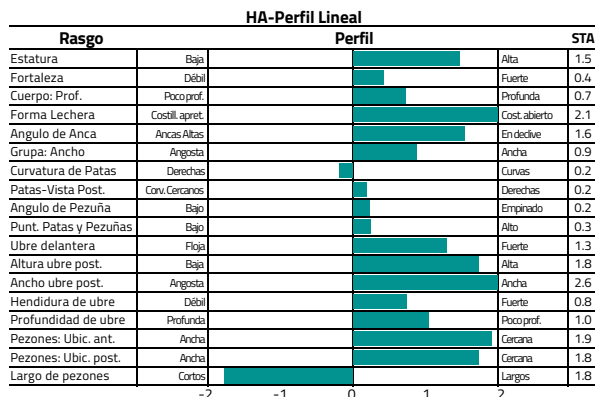 HA-Perfil Lineal
Rasgo Perfil STA
Estatura Baja Alta 1.5
Fortaleza Débil Fuerte 0.4
Cuerpo: Prof. Poco prof. Profunda 0.7
Forma Lechera Costill. apret. Cost. abierto 2.1
Angulo de Anca Ancas Altas En declive 1.6
Grupa: Ancho Angosta Ancha 0.9
Curvatura de Patas Derechas Curvas 0.2
Patas-Vista Post. Corv. Cercanos Derechas 0.2
Angulo de Pezuña Bajo Empinado 0.2
Punt. Patas y Pezuñas Bajo Alto 0.3
Ubre delantera Floja Fuerte 1.3
Altura ubre post. Baja Alta 1.8
Ancho ubre post. Angosta Ancha 2.6
Hendidura de ubre Débil Fuerte 0.8
Profundidad de ubre Profunda Poco prof. 1.0
Pezones: Ubic. ant. Ancha Cercana 1.9
Pezones: Ubic. post. Ancha Cercana 1.8
Largo de pezones Cortos Largos 1.8
-2 -1 0 1 2